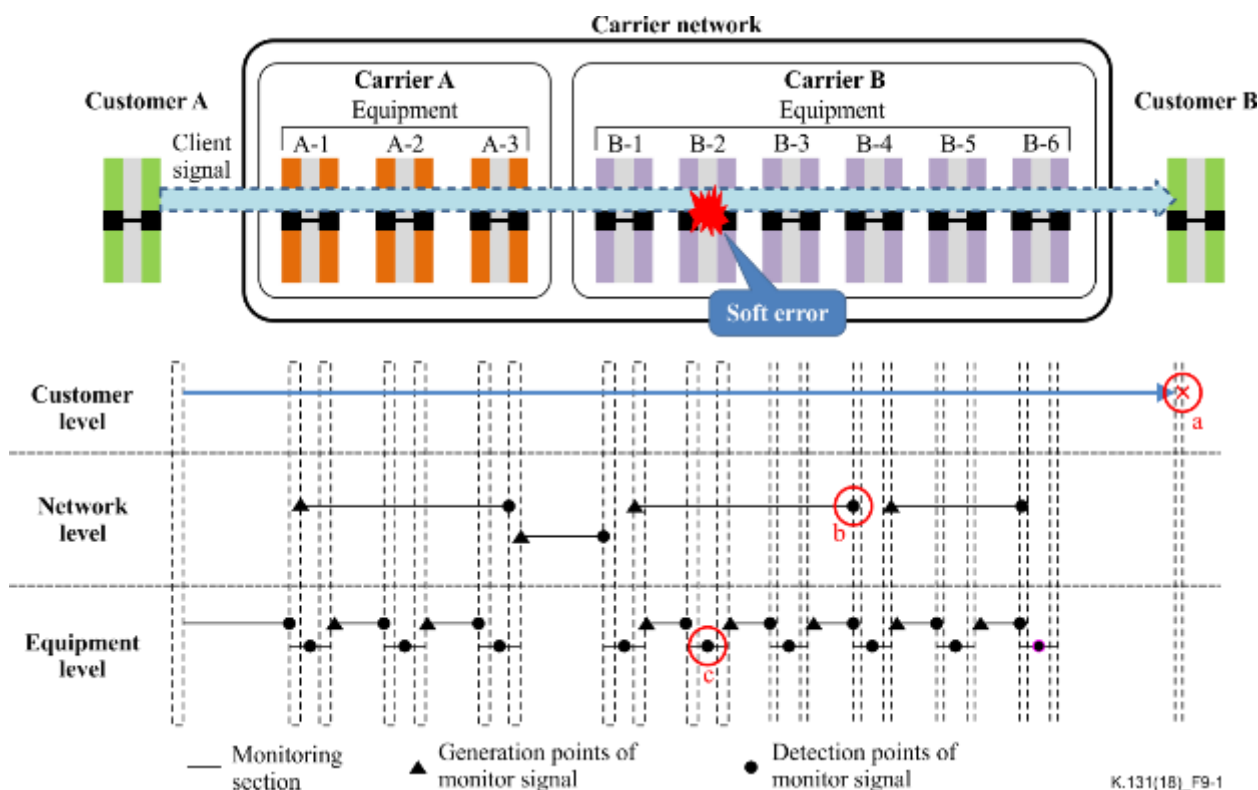 Carrier network
Carrier A
Carrier B
Customer A
Equipment
Equipment
Customer B
Client
signal
A-1
A-2
A-3
B-1
B-2
B-3
B-4
B-5
B-6
Soft error
Customer
level
a
Network
level
b
Equipment
level
c
Monitoring
section
Generation points of
monitor signal
Detection points of
monitor signal
K.131(18)_F9-1